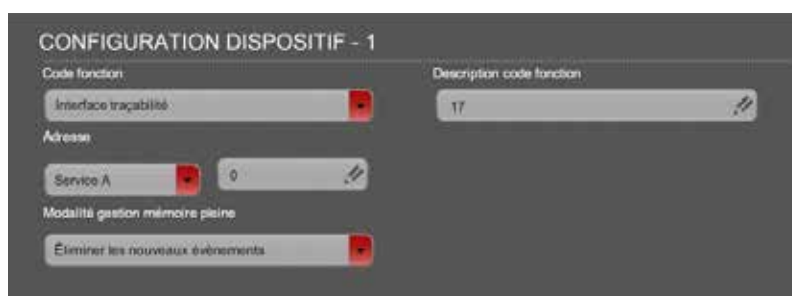 CONFIGURATION DISPOSITIF - 1
Code fonction
Interface traçabilité
Adresse
Service A
0
Modalité gestion mémoire pleine
Éliminer les nouveaux évènements
Description code fonction
17